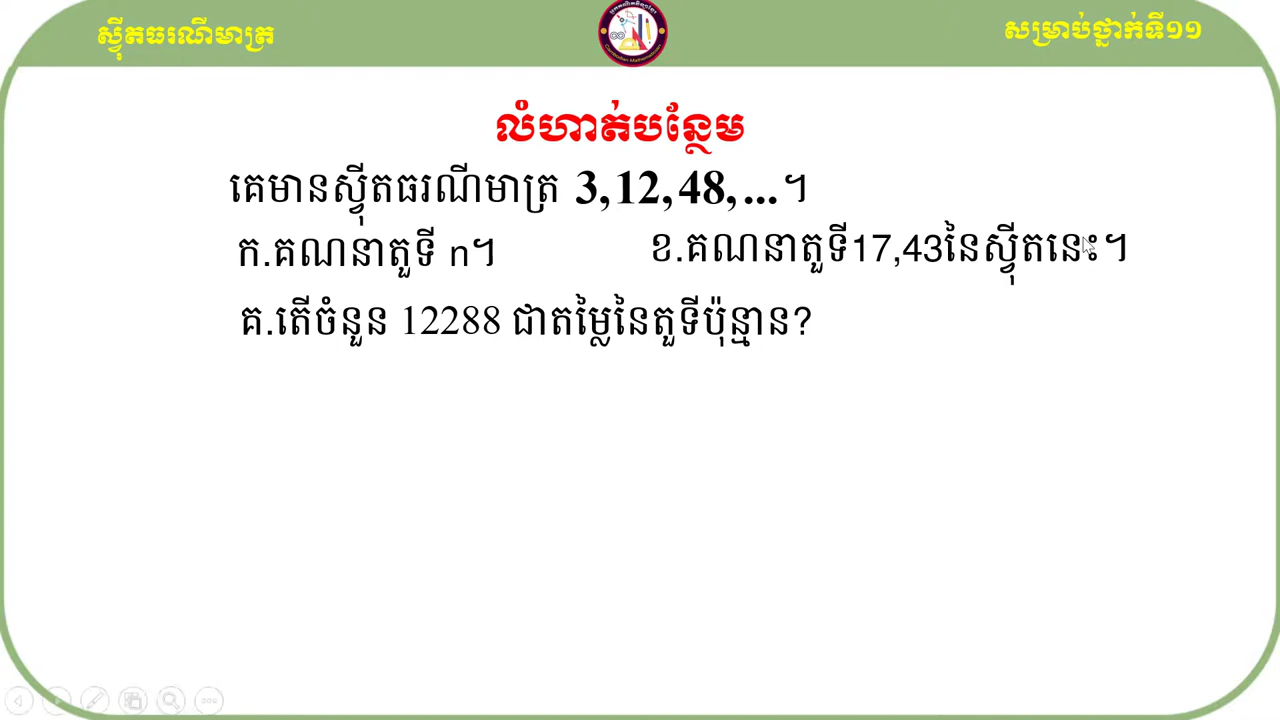 ស្វ៊ីតធរណីមាត្រ
សម្រាប់ថ្នាក់ទី១១
លំហាត់បន្ថែម
គេមានស្វ៊ីតធរណីមាត្រ 3,12,48,...។
ក.គណនាតួទី n។ ខ.គណនាតួទី17,43នៃស្វ៊ីតនេះ។
គ.តើចំនួន 12288 ជាតម្លៃនៃតួទីប៉ុន្មាន?